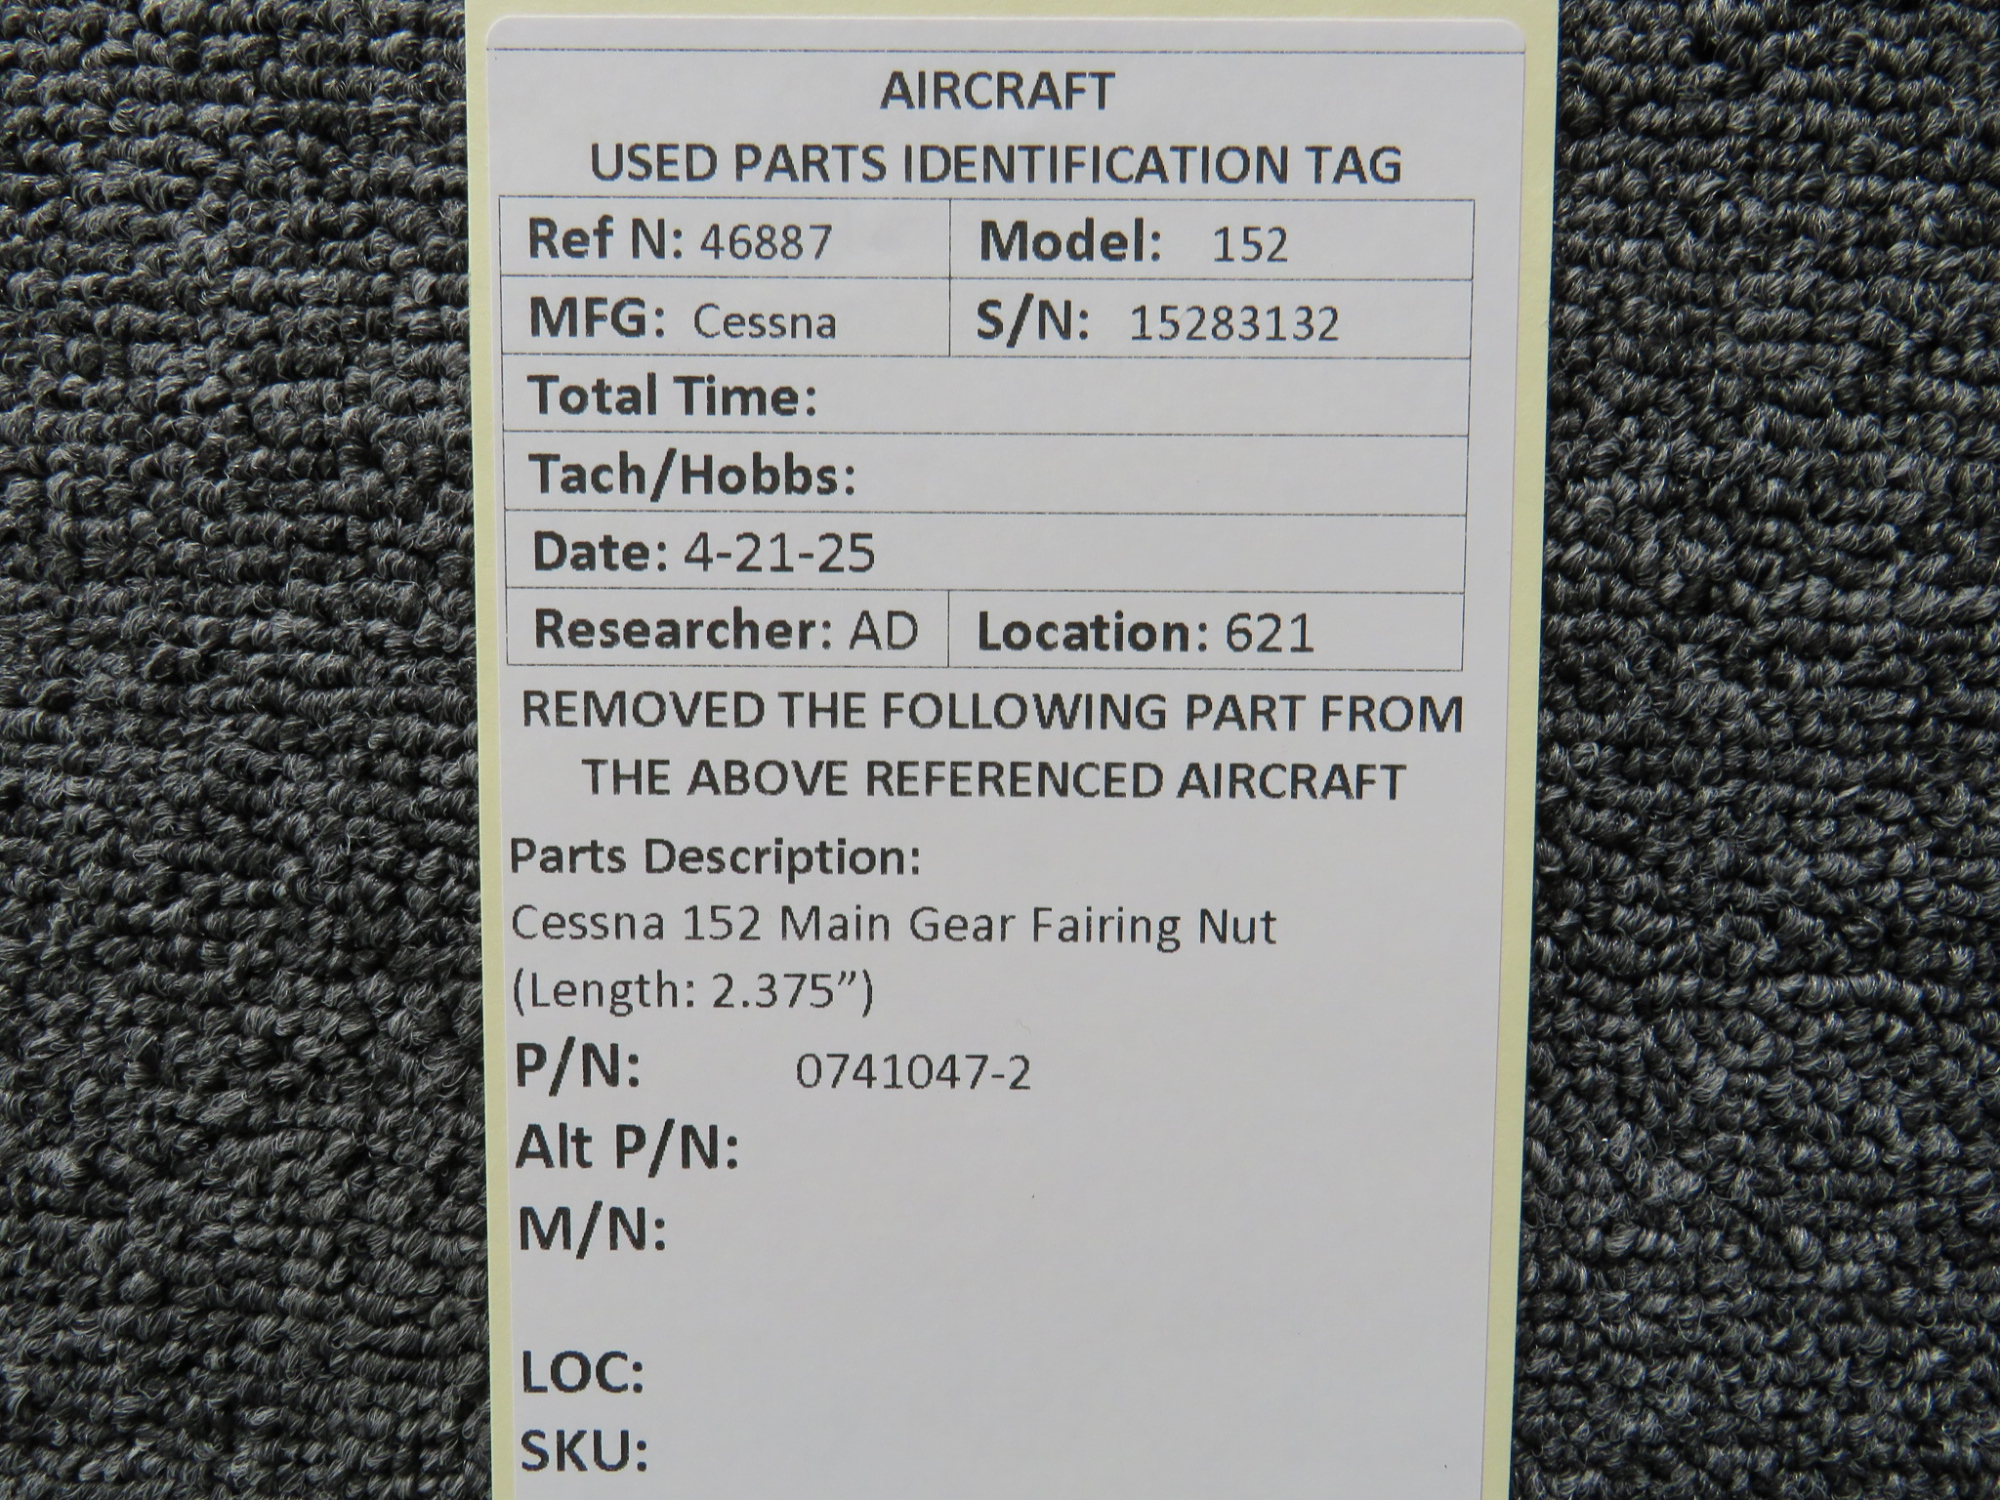 AIRCRAFT
USED PARTS IDENTIFICATION TAG
Ref N: 46887 Model: 152
MFG: Cessna S/N: 15283132
Total Time:
Tach/Hobbs:
Date: 4-21-25
Researcher: AD Location: 621
REMOVED THE FOLLOWING PART FROM
THE ABOVE REFERENCED AIRCRAFT
Parts Description:
Cessna 152 Main Gear Fairing Nut
(Length: 2.375”)
P/N: 0741047-2
Alt P/N:
M/N:
LOC:
SKU: